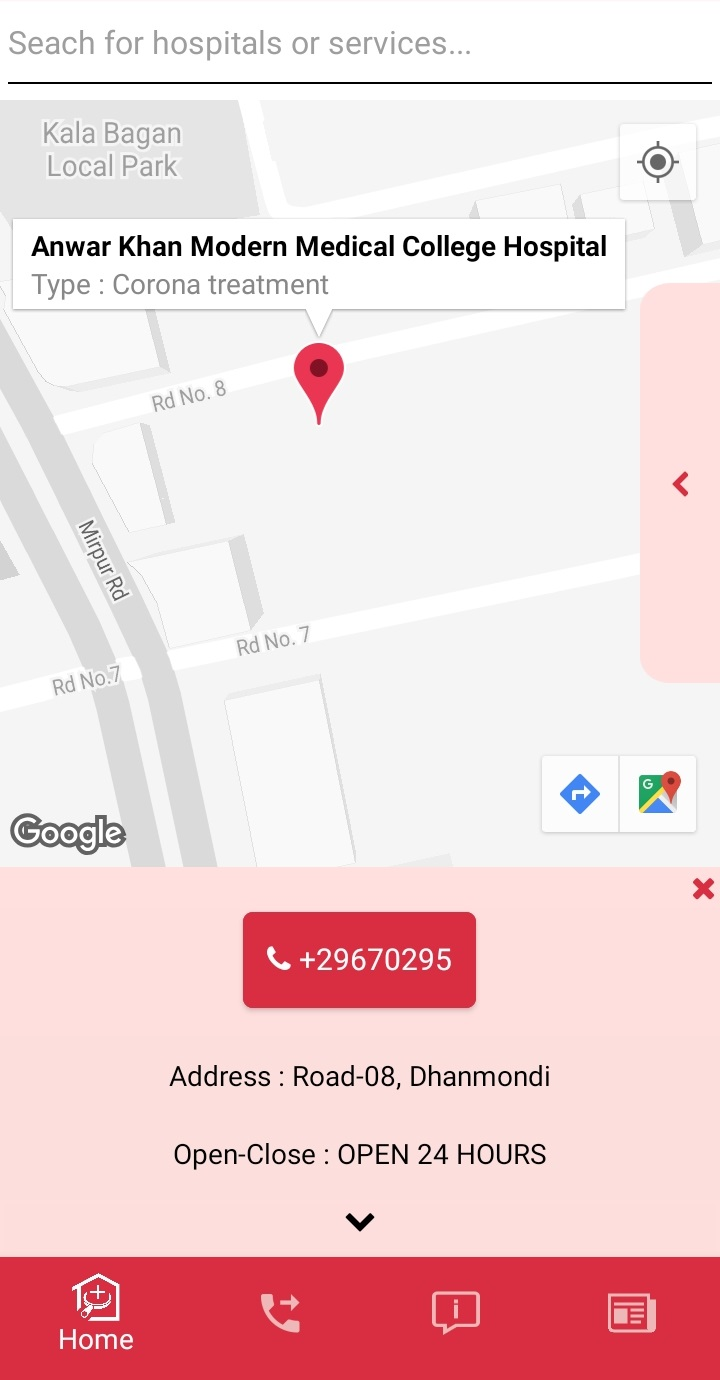 Seach for hospitals or services...
Kala Bagan
Local Park
Anwar Khan Modern Medical College Hospital
Type : Corona treatment
Rd No. 8
Mirpur Rd
Rd No. 7
Rd No.7
Google
G
+29670295
Address : Road-08, Dhanmondi
Open-Close : OPEN 24 HOURS
Home